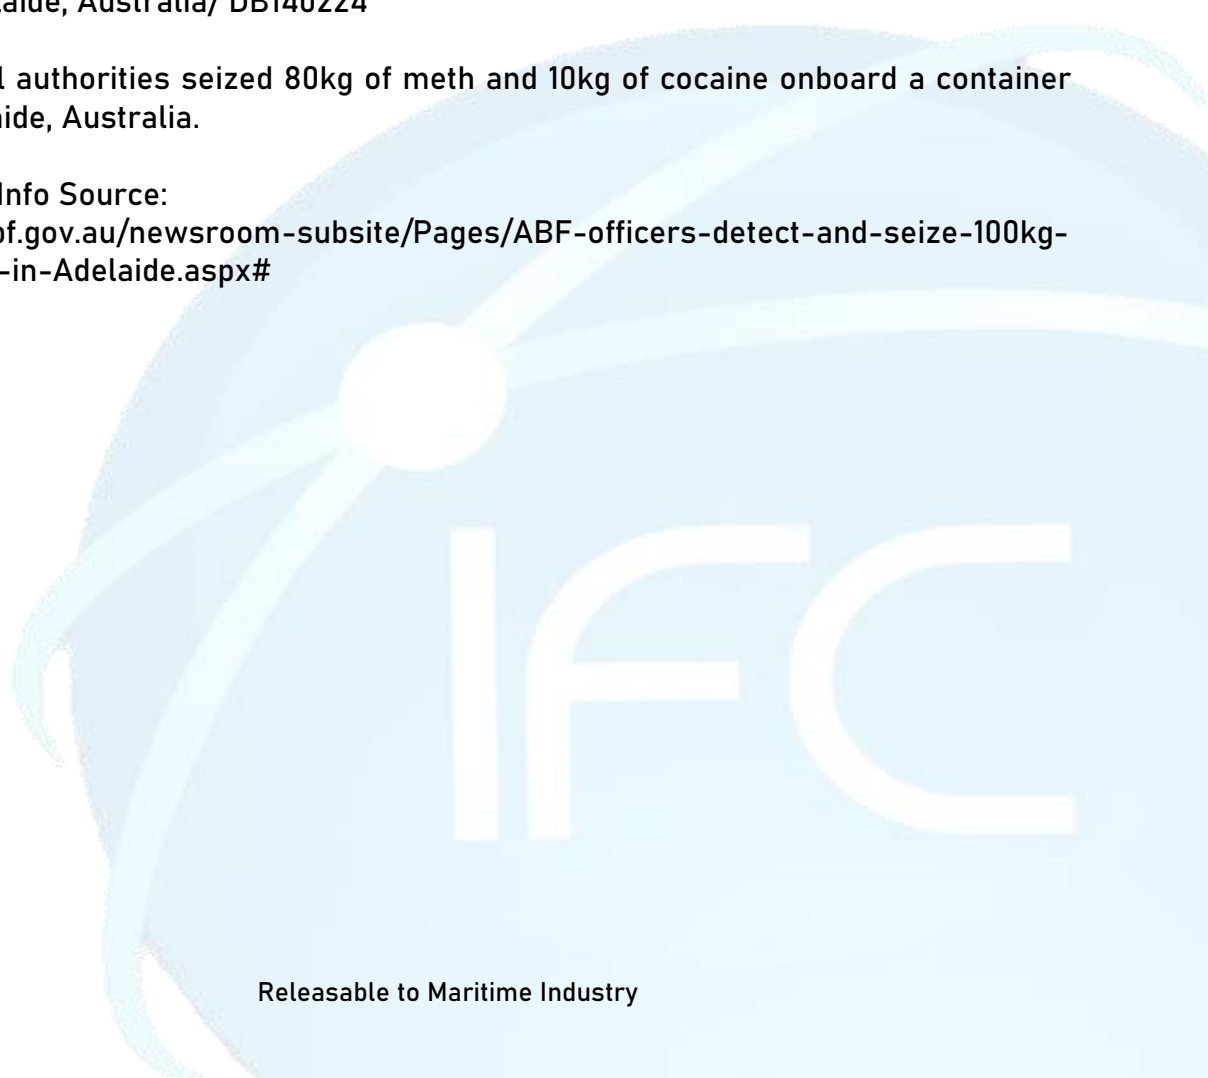 laide, Australia/ DB140224
l authorities seized 80kg of meth and 10kg of cocaine onboard a container
aide, Australia.
Info Source:
of.gov.au/newsroom-subsite/Pages/ABF-officers-detect-and-seize-100kg-
-in-Adelaide.aspx#
IFC
Releasable to Maritime Industry